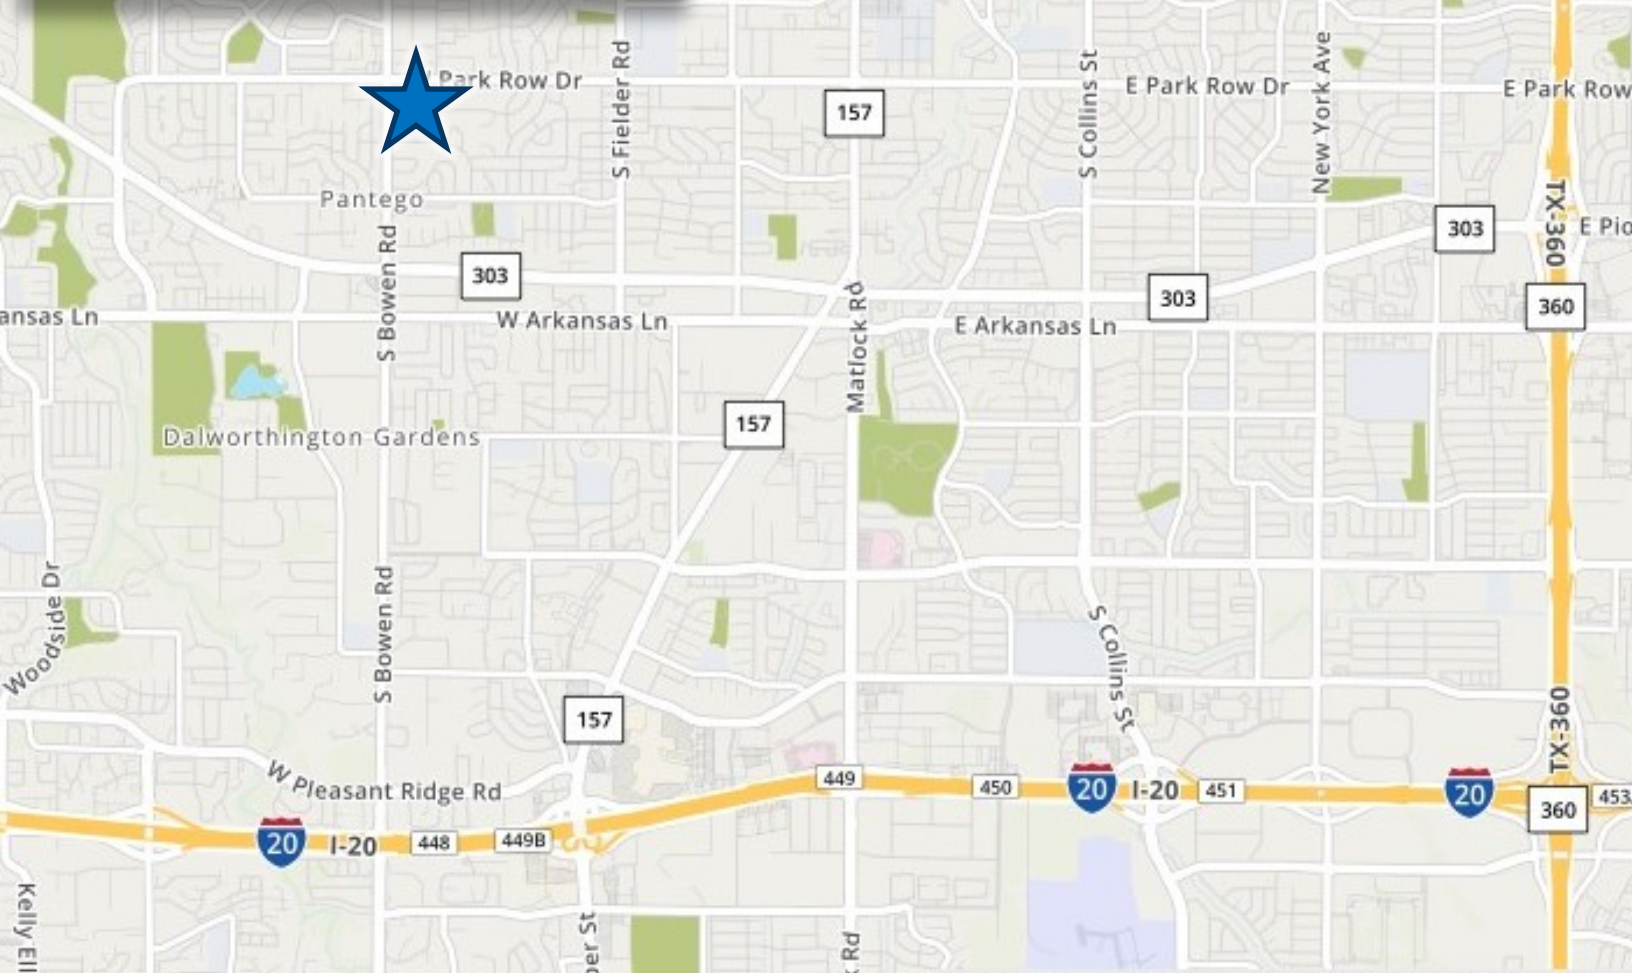 Park Row Dr
S Fielder Rd
157
S Collins St
E Park Row Dr
New York Ave
E Park Row
TX-360
Pantego
S Bowen Rd
303
303
303
E Pio
360
ansas Ln
W Arkansas Ln
Matlock Rd
E Arkansas Ln
157
Dalworthington Gardens
Woodside Dr
S Bowen Rd
S Collins St
157
TX-360
W Pleasant Ridge Rd
449
450
20
I-20
451
20
453
360
20
I-20
448
449B
Kelly Ell
per St
k Rd